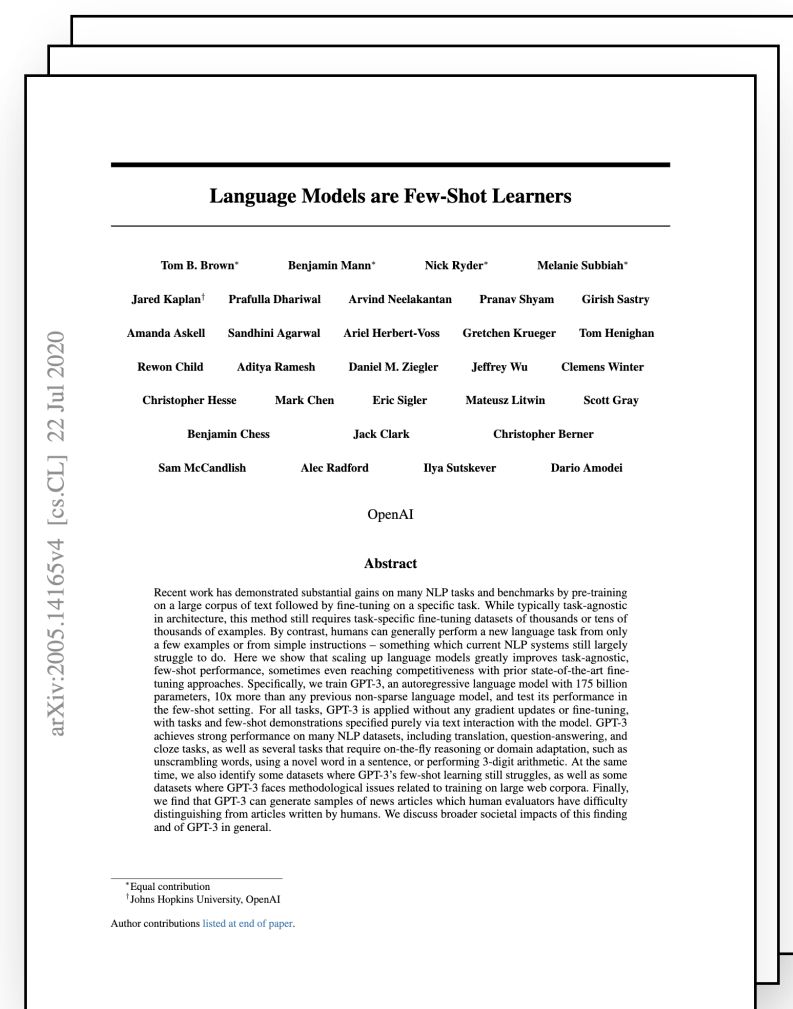 Language Models are Few-Shot Learners
Tom B. Brown* Benjamin Mann* Nick Ryder* Melanie Subbiah*
Jared Kaplan† Prafulla Dhariwal Arvind Neelakantan Pranav Shyam Girish Sastry
Amanda Askell Sandhini Agarwal Ariel Herbert-Voss Gretchen Krueger Tom Henighan
Rewon Child Aditya Ramesh Daniel M. Ziegler Jeffrey Wu Clemens Winter
Christopher Hesse Mark Chen Eric Sigler Mateusz Litwin Scott Gray
Benjamin Chess Jack Clark Christopher Berner
Sam McCandlish Alec Radford Ilya Sutskever Dario Amodei
OpenAI
Abstract
Recent work has demonstrated substantial gains on many NLP tasks and benchmarks by pre-training
on a large corpus of text followed by fine-tuning on a specific task. While typically task-agnostic
in architecture, this method still requires task-specific fine-tuning datasets of thousands or tens of
thousands of examples. By contrast, humans can generally perform a new language task from only
a few examples or from simple instructions – something which current NLP systems still largely
struggle to do. Here we show that scaling up language models greatly improves task-agnostic,
few-shot performance, sometimes even reaching competitiveness with prior state-of-the-art fine-
tuning approaches. Specifically, we train GPT-3, an autoregressive language model with 175 billion
parameters, 10x more than any previous non-sparse language model, and test its performance in
the few-shot setting. For all tasks, GPT-3 is applied without any gradient updates or fine-tuning,
with tasks and few-shot demonstrations specified purely via text interaction with the model. GPT-3
achieves strong performance on many NLP datasets, including translation, question-answering, and
cloze tasks, as well as several tasks that require on-the-fly reasoning or domain adaptation, such as
unscrambling words, using a novel word in a sentence, or performing 3-digit arithmetic. At the same
time, we also identify some datasets where GPT-3's few-shot learning still struggles, as well as some
datasets where GPT-3 faces methodological issues related to training on large web corpora. Finally,
we find that GPT-3 can generate samples of news articles which human evaluators have difficulty
distinguishing from articles written by humans. We discuss broader societal impacts of this finding
and of GPT-3 in general.
*Equal contribution
†Johns Hopkins University, OpenAI
Author contributions listed at end of paper.
arXiv:2005.14165v4 [cs.CL] 22 Jul 2020